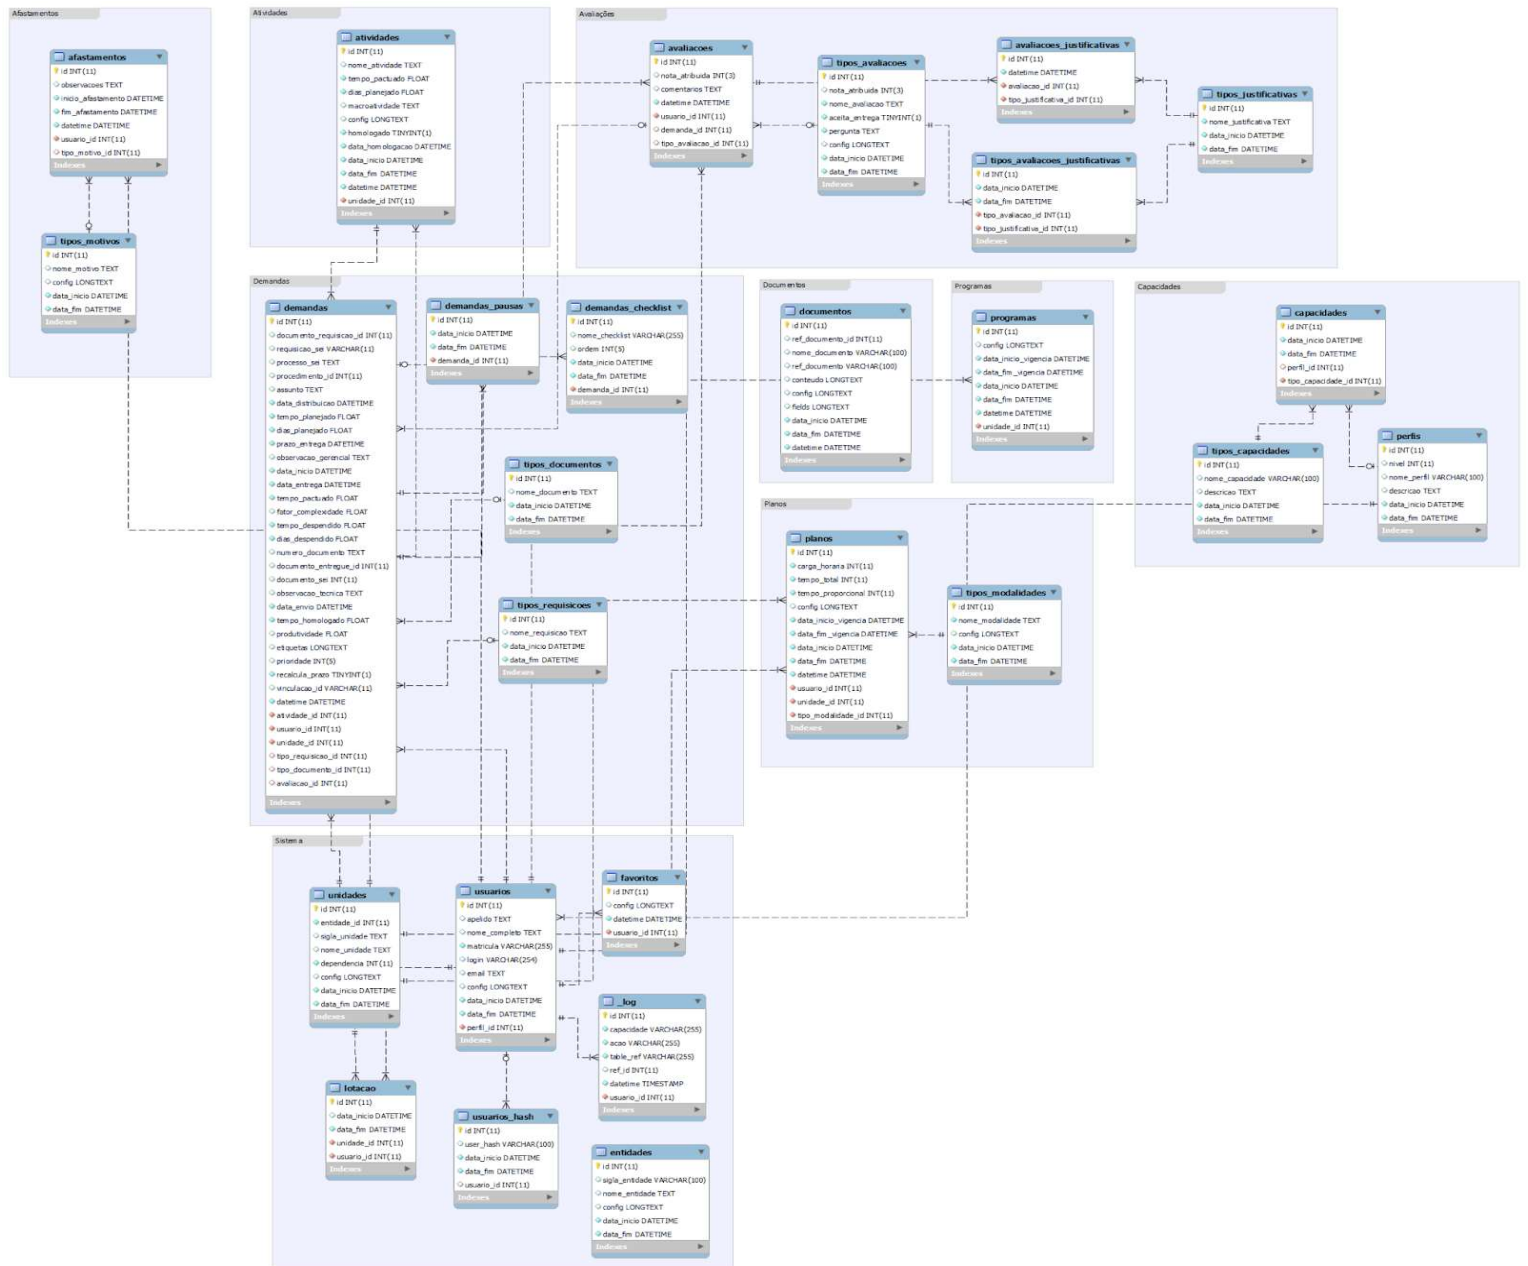 Afastamentos
afastamentos
id INT(11)
observacoes TEXT
inicio_afastamento DATETIME
fim_afastamento DATETIME
datetime DATETIME
usuario_id INT(11)
tipo_motivo_id INT(11)
Indexes
tipos_motivos
id INT(11)
nome_motivo TEXT
config LONGTEXT
data_inicio DATETIME
data_fim DATETIME
Indexes
Atividades
atividades
id INT(11)
nome_atividade TEXT
tempo_pactuado FLOAT
dias_planejado FLOAT
macroatividade TEXT
config LONGTEXT
homologado TINYINT(1)
data_homologacao DATETIME
data_inicio DATETIME
data_fim DATETIME
datetime DATETIME
unidade_id INT(11)
Indexes
Avaliações
avaliacoes
id INT(11)
nota_atribuida INT(3)
comentarios TEXT
datetime DATETIME
usuario_id INT(11)
demanda_id INT(11)
tipo_avaliacao_id INT(11)
Indexes
tipos_avaliacoes
id INT(11)
nota_atribuida INT(3)
nome_avaliacao TEXT
aceita_entrega TINYINT(1)
pergunta TEXT
config LONGTEXT
data_inicio DATETIME
data_fim DATETIME
Indexes
avaliacoes_justificativas
id INT(11)
datetime DATETIME
avaliacao_id INT(11)
tipo_justificativa_id INT(11)
Indexes
tipos_avaliacoes_justificativas
id INT(11)
data_inicio DATETIME
data_fim DATETIME
tipo_avaliacao_id INT(11)
tipo_justificativa_id INT(11)
Indexes
tipos_justificativas
id INT(11)
nome_justificativa TEXT
data_inicio DATETIME
data_fim DATETIME
Indexes
Demandas
demandas
id INT(11)
documento_requisicao_id INT(11)
requisicao_sei VARCHAR(11)
processo_sei TEXT
procedimento_id INT(11)
assunto TEXT
data_distribuicao DATETIME
tempo_planejado FLOAT
dias_planejado FLOAT
prazo_entrega DATETIME
observacao_gerencial TEXT
data_inicio DATETIME
data_entrega DATETIME
tempo_pactuado FLOAT
fator_complexidade FLOAT
tempo_despendido FLOAT
dias_despendido FLOAT
numero_documento TEXT
documento_entregue_id INT(11)
documento_sei INT(11)
observacao_tecnica TEXT
data_envio DATETIME
tempo_homologado FLOAT
produtividade FLOAT
etiquetas LONGTEXT
prioridade INT(5)
recalcula_prazo TINYINT(1)
vinculacao_id VARCHAR(11)
datetime DATETIME
atividade_id INT(11)
usuario_id INT(11)
unidade_id INT(11)
tipo_requisicao_id INT(11)
tipo_documento_id INT(11)
avaliacao_id INT(11)
Indexes
demandas_pausas
id INT(11)
data_inicio DATETIME
data_fim DATETIME
demanda_id INT(11)
Indexes
demandas_checklist
id INT(11)
nome_checklist VARCHAR(255)
ordem INT(5)
data_inicio DATETIME
data_fim DATETIME
demanda_id INT(11)
Indexes
tipos_documentos
id INT(11)
nome_documento TEXT
data_inicio DATETIME
data_fim DATETIME
Indexes
tipos_requisicoes
id INT(11)
nome_requisicao TEXT
data_inicio DATETIME
data_fim DATETIME
Indexes
Documentos
documentos
id INT(11)
ref_documento_id INT(11)
nome_documento VARCHAR(100)
ref_documento VARCHAR(100)
conteudo LONGTEXT
config LONGTEXT
fields LONGTEXT
data_inicio DATETIME
data_fim DATETIME
datetime DATETIME
Indexes
Programas
programas
id INT(11)
config LONGTEXT
data_inicio_vigencia DATETIME
data_fim_vigencia DATETIME
data_inicio DATETIME
data_fim DATETIME
datetime DATETIME
unidade_id INT(11)
Indexes
Capacidades
capacidades
id INT(11)
data_inicio DATETIME
data_fim DATETIME
perfil_id INT(11)
tipo_capacidade_id INT(11)
Indexes
tipos_capacidades
id INT(11)
nome_capacidade VARCHAR(100)
descricao TEXT
data_inicio DATETIME
data_fim DATETIME
Indexes
perfis
id INT(11)
nivel INT(11)
nome_perfil VARCHAR(100)
descricao TEXT
data_inicio DATETIME
data_fim DATETIME
Indexes
Planos
planos
id INT(11)
carga_horaria INT(11)
tempo_total INT(11)
tempo_proporcional INT(11)
config LONGTEXT
data_inicio_vigencia DATETIME
data_fim_vigencia DATETIME
data_inicio DATETIME
data_fim DATETIME
datetime DATETIME
usuario_id INT(11)
unidade_id INT(11)
tipo_modalidade_id INT(11)
Indexes
tipos_modalidades
id INT(11)
nome_modalidade TEXT
config LONGTEXT
data_inicio DATETIME
data_fim DATETIME
Indexes
Sistema
unidades
id INT(11)
entidade_id INT(11)
sigla_unidade TEXT
nome_unidade TEXT
dependencia INT(11)
config LONGTEXT
data_inicio DATETIME
data_fim DATETIME
Indexes
usuarios
id INT(11)
apelido TEXT
nome_completo TEXT
matricula VARCHAR(255)
login VARCHAR(254)
email TEXT
config LONGTEXT
data_inicio DATETIME
data_fim DATETIME
perfil_id INT(11)
Indexes
favoritos
id INT(11)
config LONGTEXT
datetime DATETIME
usuario_id INT(11)
Indexes
_log
id INT(11)
capacidade VARCHAR(255)
acao VARCHAR(255)
table_ref VARCHAR(255)
ref_id INT(11)
datetime TIMESTAMP
usuario_id INT(11)
Indexes
lotacao
id INT(11)
data_inicio DATETIME
data_fim DATETIME
unidade_id INT(11)
usuario_id INT(11)
Indexes
usuarios_hash
id INT(11)
user_hash VARCHAR(100)
data_inicio DATETIME
data_fim DATETIME
usuario_id INT(11)
Indexes
entidades
id INT(11)
sigla_entidade VARCHAR(100)
nome_entidade TEXT
config LONGTEXT
data_inicio DATETIME
data_fim DATETIME
Indexes